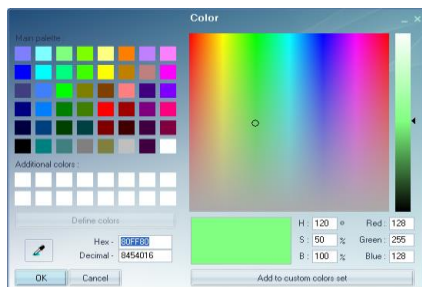 Color
Main palette
Additional colors :
Define colors
Hex - 80FF80
Decimal - 8454016
OK Cancel
H : 120 °
S : 50 %
B : 100 %
Red : 128
Green : 255
Blue : 128
Add to custom colors set